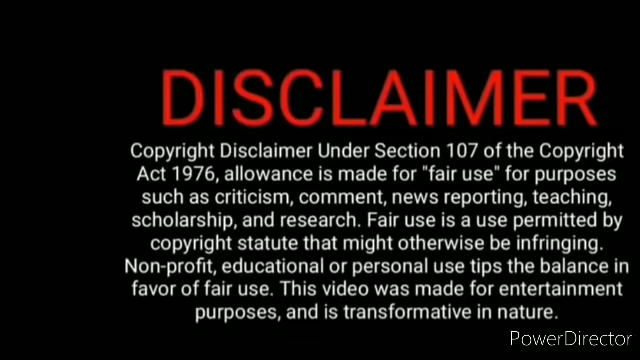 DISCLAIMER
Copyright Disclaimer Under Section 107 of the Copyright
Act 1976, allowance is made for "fair use" for purposes
such as criticism, comment, news reporting, teaching,
scholarship, and research. Fair use is a use permitted by
copyright statute that might otherwise be infringing.
Non-profit, educational or personal use tips the balance in
favor of fair use. This video was made for entertainment
purposes, and is transformative in nature.
PowerDirector